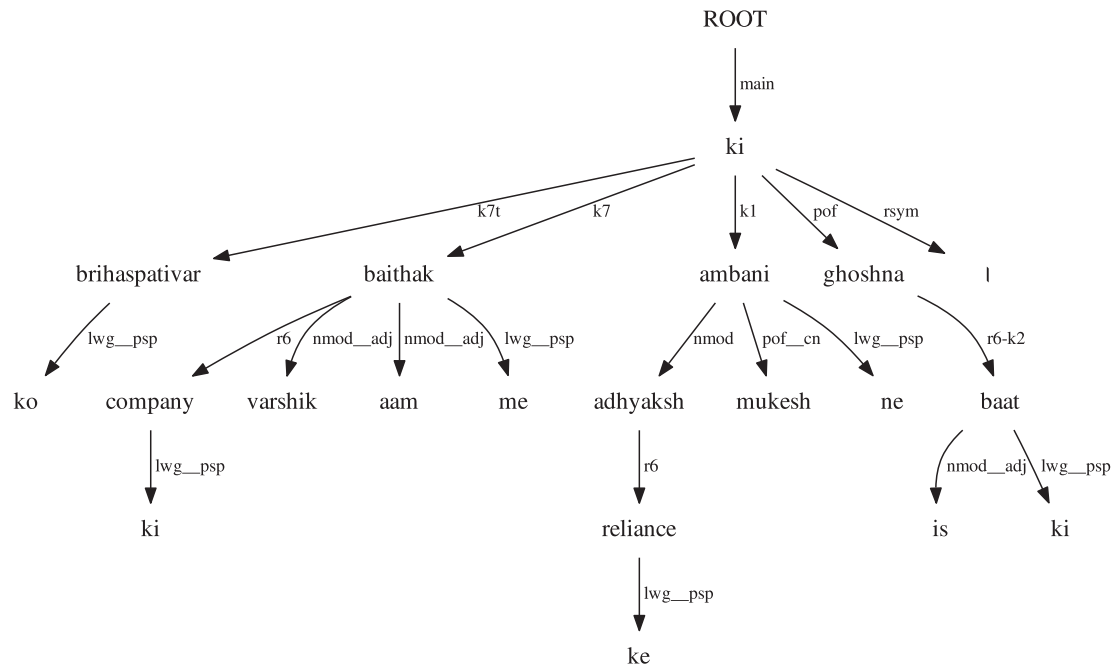 ROOT
main
ki
k7t k7 k1 pof rsym
brihaspativar baithak ambani ghoshna ।
lwg__psp r6 nmod__adj nmod__adj lwg__psp nmod pof__cn lwg__psp r6-k2
ko company varshik aam me adhyaksh mukesh ne baat
lwg__psp r6 nmod__adj lwg__psp
ki reliance is ki
lwg__psp
ke